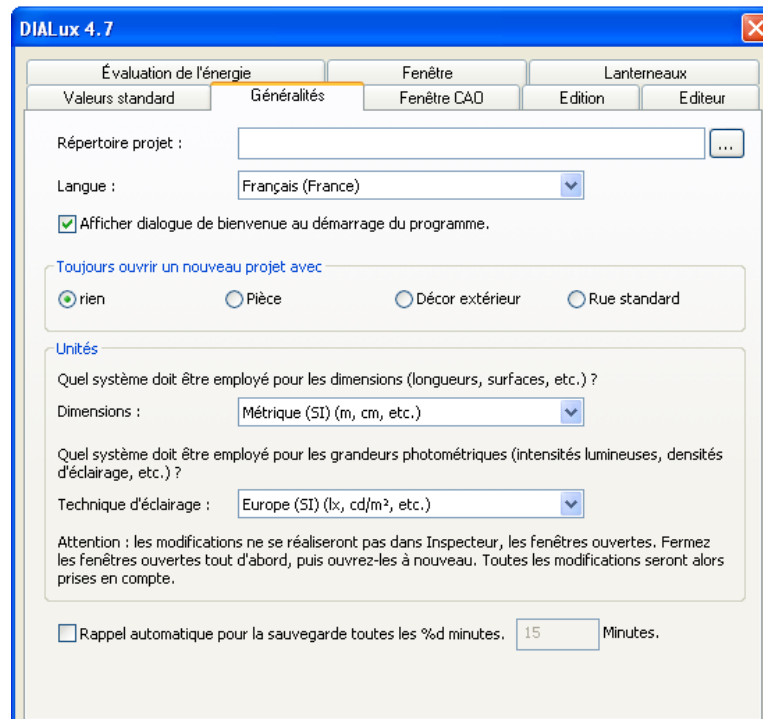 DIALux 4.7
Évaluation de l'énergie Fenêtre Lanterneaux
Valeurs standard Généralités Fenêtre CAO Edition Editeur
Répertoire projet : ...
Langue : Français (France)
Afficher dialogue de bienvenue au démarrage du programme.
Toujours ouvrir un nouveau projet avec
rien Pièce Décor extérieur Rue standard
Unités
Quel système doit être employé pour les dimensions (longueurs, surfaces, etc.) ?
Dimensions : Métrique (SI) (m, cm, etc.)
Quel système doit être employé pour les grandeurs photométriques (intensités lumineuses, densités
d'éclairage, etc.) ?
Technique d'éclairage : Europe (SI) (lx, cd/m², etc.)
Attention : les modifications ne se réaliseront pas dans Inspecteur, les fenêtres ouvertes. Fermez
les fenêtres ouvertes tout d'abord, puis ouvrez-les à nouveau. Toutes les modifications seront alors
prises en compte.
Rappel automatique pour la sauvegarde toutes les %d minutes. 15 Minutes.